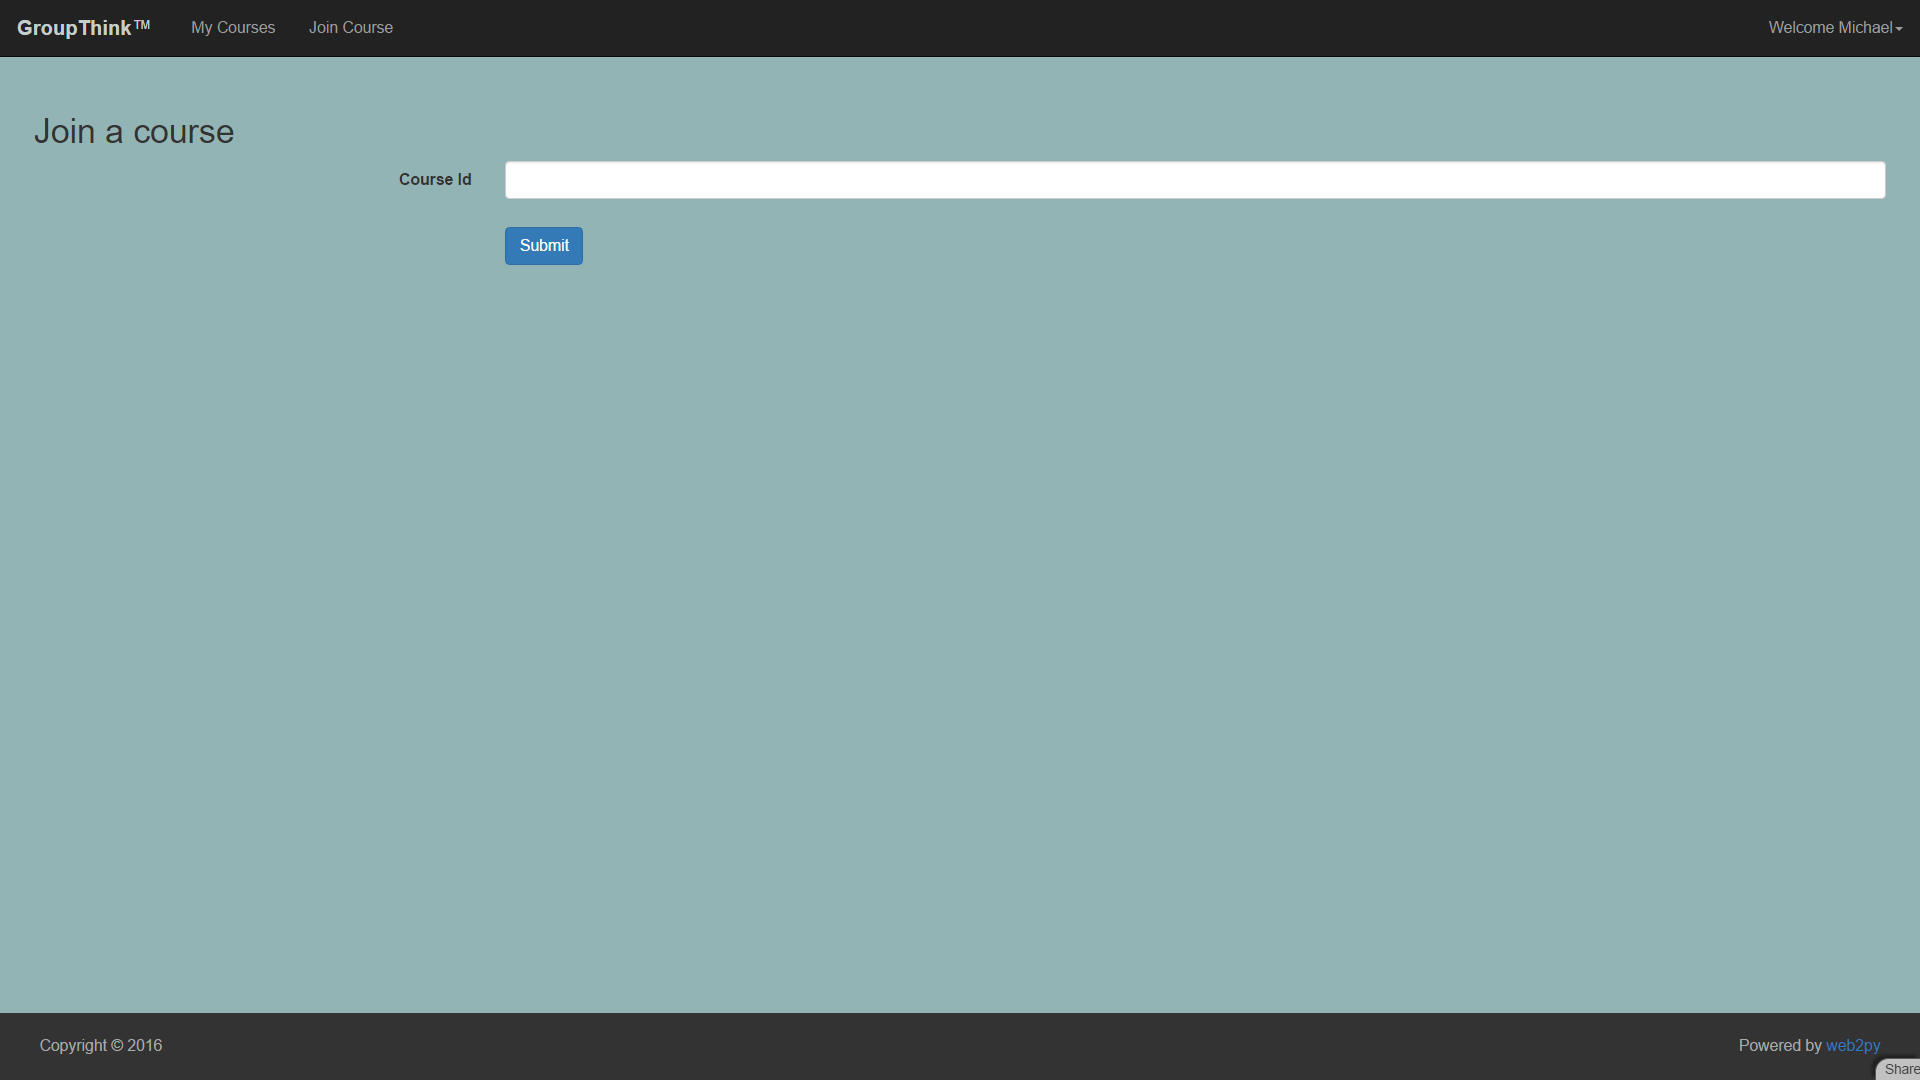 GroupThink™ My Courses Join Course Welcome Michael
Join a course
Course Id
Submit
Copyright © 2016 Powered by web2py
Share